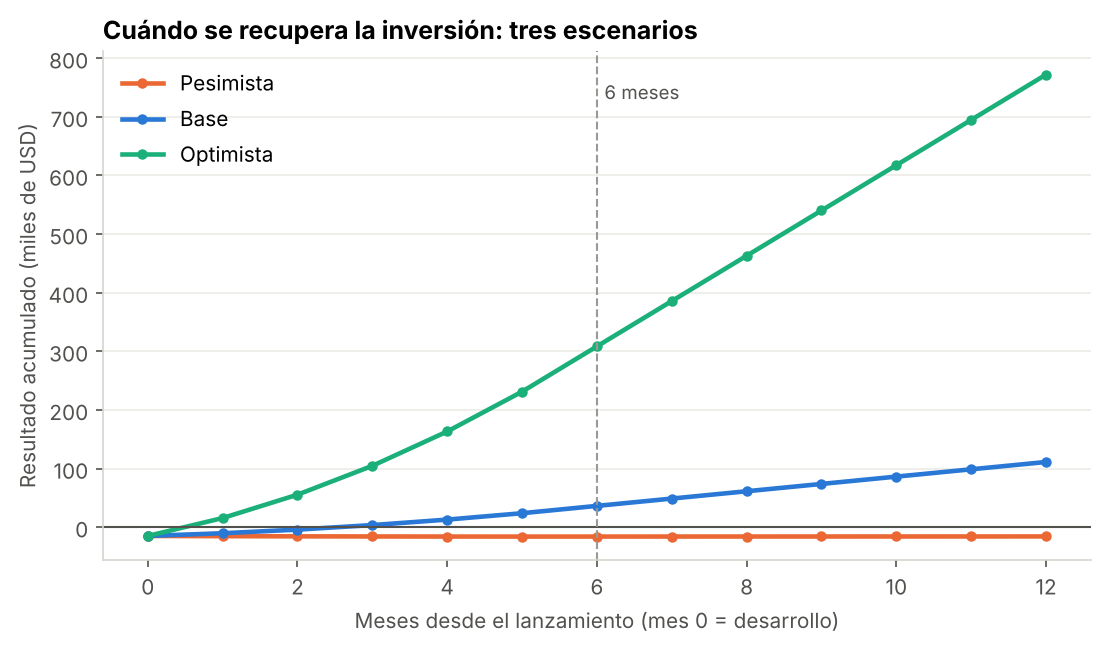 Cuándo se recupera la inversión: tres escenarios
800
700
600
500
400
300
200
100
0
Resultado acumulado (miles de USD)
Pesimista
Base
Optimista
6 meses
0 2 4 6 8 10 12
Meses desde el lanzamiento (mes 0 = desarrollo)